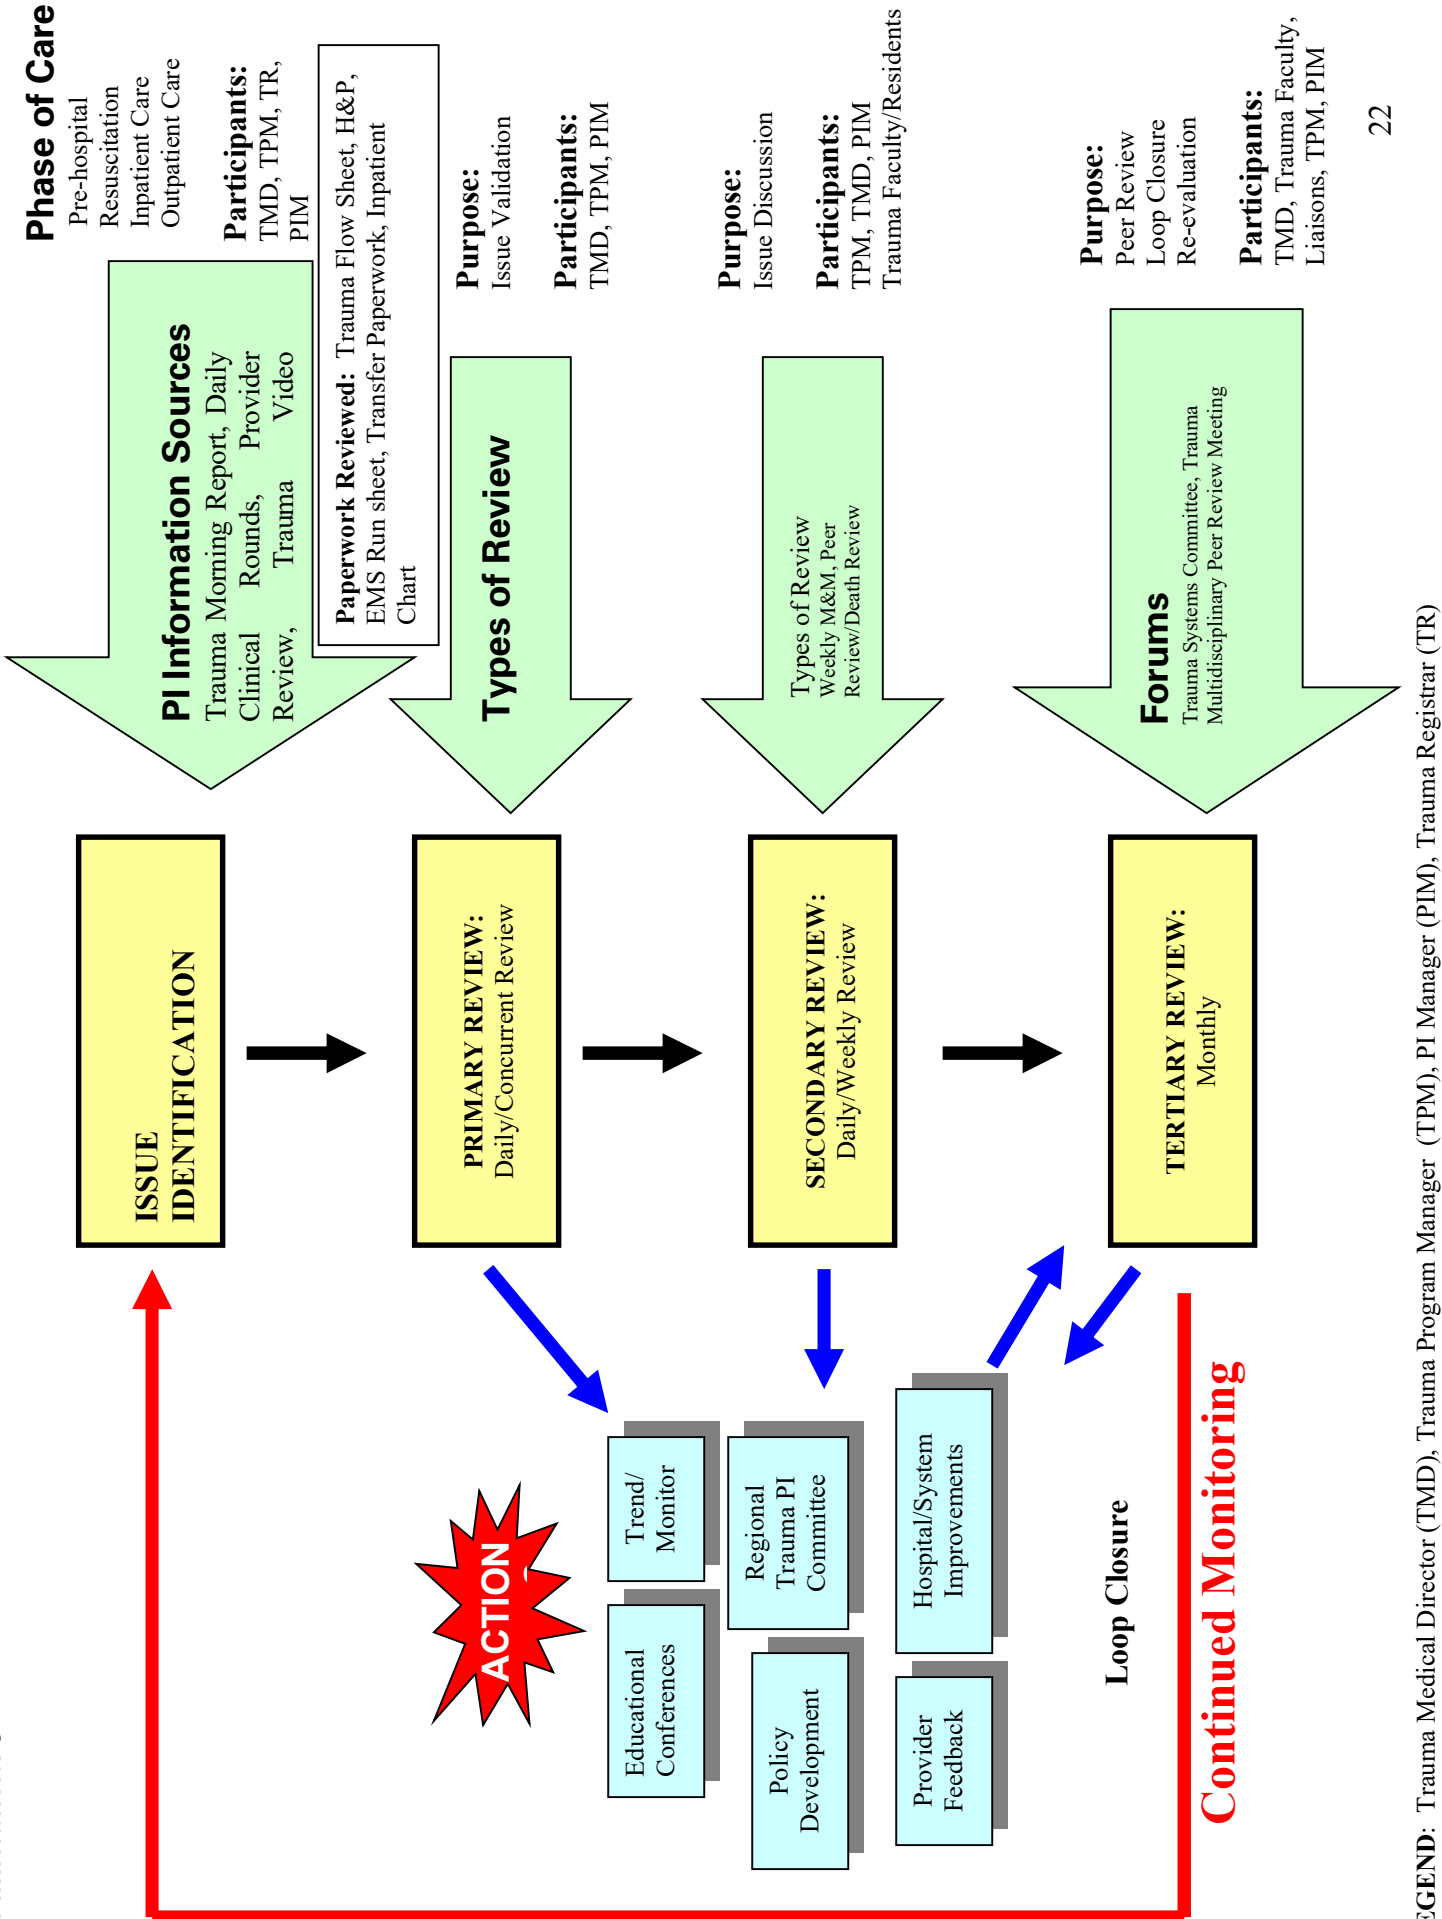 Phase of Care
Pre-hospital
Resuscitation
Inpatient Care
Outpatient Care
Participants:
TMD, TPM, TR,
PIM
PI Information Sources
Trauma Morning Report, Daily
Clinical Rounds, Provider
Review, Trauma Video
Paperwork Reviewed: Trauma Flow Sheet, H&P,
EMS Run sheet, Transfer Paperwork, Inpatient
Chart
ISSUE
IDENTIFICATION
Purpose:
Issue Validation
Participants:
TMD, TPM, PIM
Types of Review
PRIMARY REVIEW:
Daily/Concurrent Review
ACTION
Trend/
Monitor
Educational
Conferences
Purpose:
Issue Discussion
Participants:
TPM, TMD, PIM
Trauma Faculty/Residents
Types of Review
Weekly M&M, Peer
Review/Death Review
SECONDARY REVIEW:
Daily/Weekly Review
Regional
Trauma PI
Committee
Policy
Development
Hospital/System
Improvements
Provider
Feedback
Purpose:
Peer Review
Loop Closure
Re-evaluation
Participants:
TMD, Trauma Faculty,
Liaisons, TPM, PIM
Forums
Trauma Systems Committee, Trauma
Multidisciplinary Peer Review Meeting
TERTIARY REVIEW:
Monthly
Loop Closure
Continued Monitoring
22
EGEND: Trauma Medical Director (TMD), Trauma Program Manager (TPM), PI Manager (PIM), Trauma Registrar (TR)